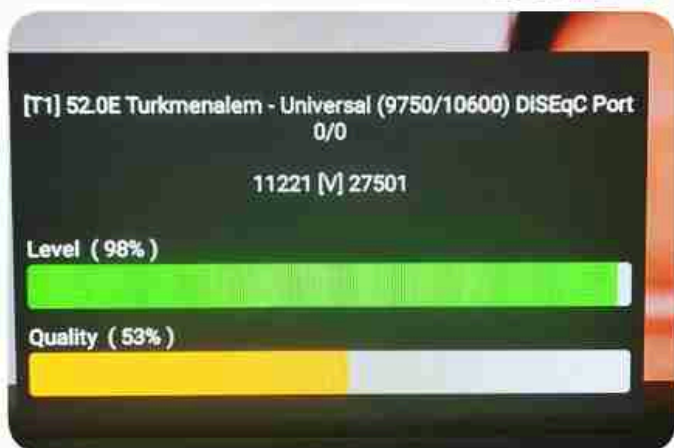 [T1] 52.0E Turkmenalem - Universal (9750/10600) DiSEqC Port
0/0
11221 [V] 27501
Level ( 98% )
Quality ( 53% )